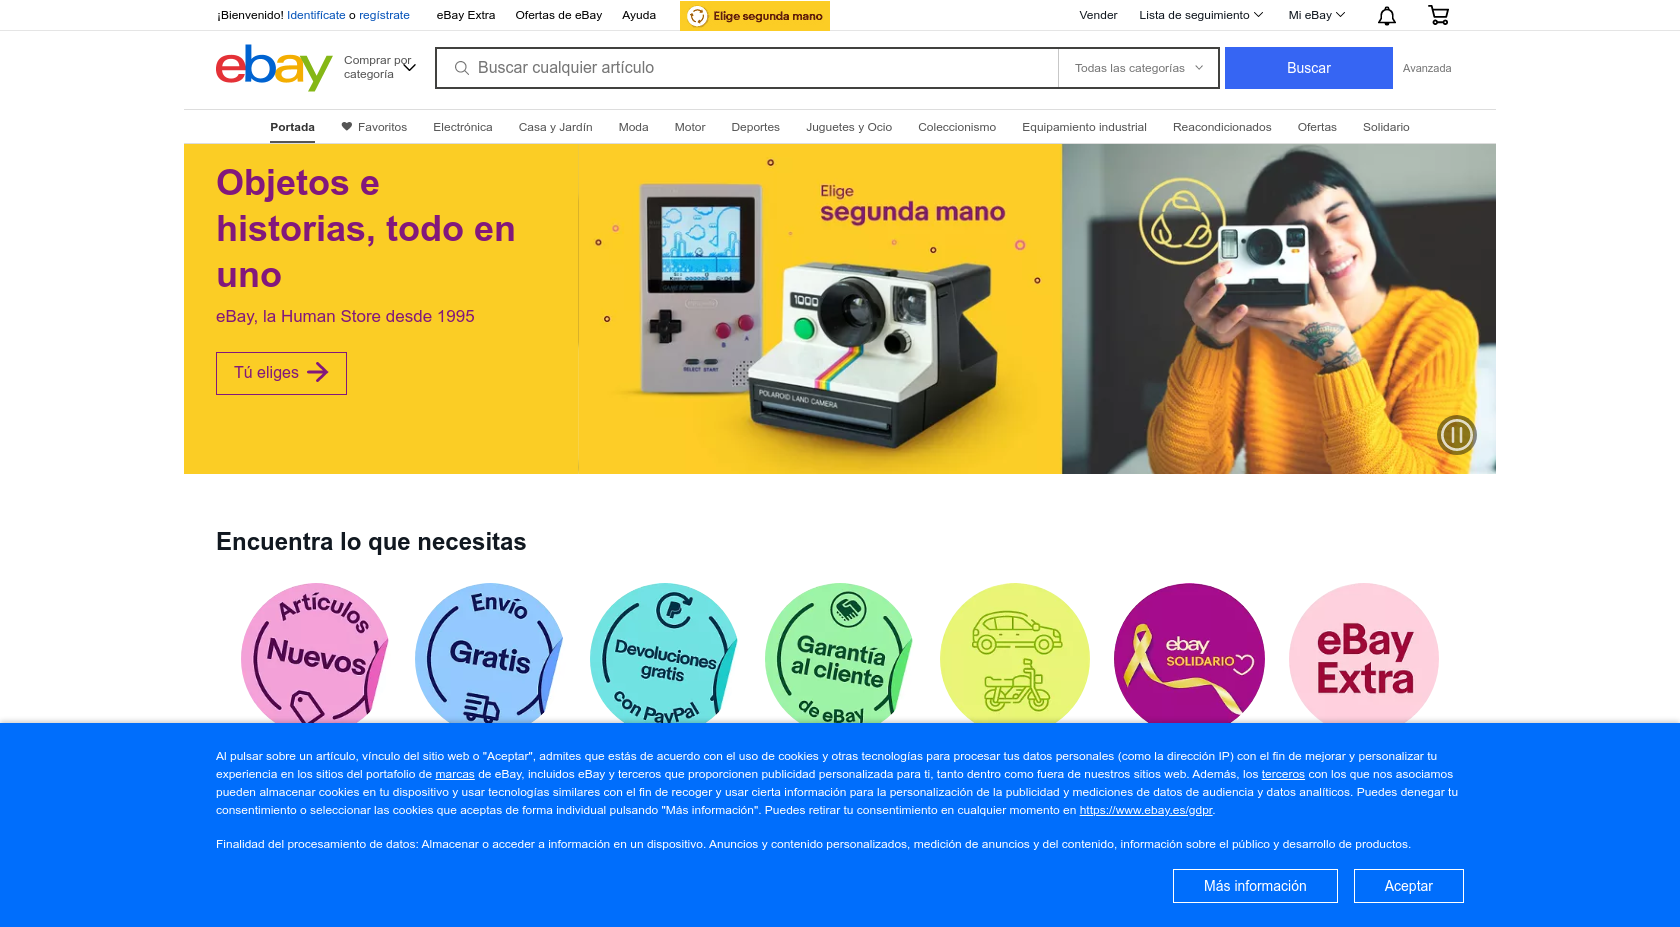 ¡Bienvenido! Identifícate o regístrate eBay Extra Ofertas de eBay Ayuda Elige segunda mano Vender Lista de seguimiento Mi eBay
ebay
Comprar por
categoría
Buscar cualquier artículo Todas las categorías Buscar Avanzada
Portada Favoritos Electrónica Casa y Jardín Moda Motor Deportes Juguetes y Ocio Coleccionismo Equipamiento industrial Reacondicionados Ofertas Solidario
Objetos e
historias, todo en
uno
eBay, la Human Store desde 1995
Tú eliges
Elige
segunda mano
1000
B A
SELECT START
POLAROID LAND CAMERA
Encuentra lo que necesitas
Artículos
Nuevos
Envío
Gratis
Devoluciones
gratis
con PayPal
Garantía
al cliente
de eBay
ebay
SOLIDARIO
eBay
Extra
Al pulsar sobre un artículo, vínculo del sitio web o "Aceptar", admites que estás de acuerdo con el uso de cookies y otras tecnologías para procesar tus datos personales (como la dirección IP) con el fin de mejorar y personalizar tu
experiencia en los sitios del portafolio de marcas de eBay, incluidos eBay y terceros que proporcionen publicidad personalizada para ti, tanto dentro como fuera de nuestros sitios web. Además, los terceros con los que nos asociamos
pueden almacenar cookies en tu dispositivo y usar tecnologías similares con el fin de recoger y usar cierta información para la personalización de la publicidad y mediciones de datos de audiencia y datos analíticos. Puedes denegar tu
consentimiento o seleccionar las cookies que aceptas de forma individual pulsando "Más información". Puedes retirar tu consentimiento en cualquier momento en https://www.ebay.es/gdpr.
Finalidad del procesamiento de datos: Almacenar o acceder a información en un dispositivo. Anuncios y contenido personalizados, medición de anuncios y del contenido, información sobre el público y desarrollo de productos.
Más información Aceptar